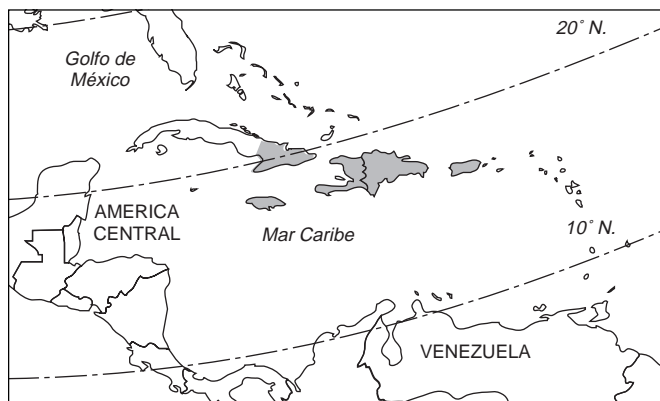 20° N.
Golfo de
México
AMERICA
CENTRAL
Mar Caribe
10° N.
VENEZUELA